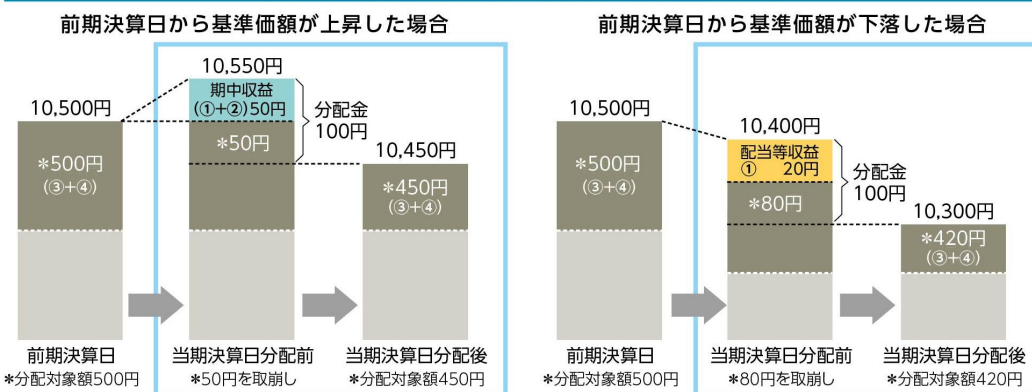 前期決算日から基準価額が上昇した場合
10,550円
期中収益
(①+②)50円
10,500円
分配金
100円
*50円
10,450円
*500円
(③+④)
*450円
(③+④)
前期決算日
当期決算日分配前
当期決算日分配後
*分配対象額500円
*50円を取崩し
*分配対象額450円
前期決算日から基準価額が下落した場合
10,500円
10,400円
配当等収益
① 20円
分配金
100円
*500円
(③+④)
*80円
10,300円
*420円
(③+④)
前期決算日
当期決算日分配前
当期決算日分配後
*分配対象額500円
*80円を取崩し
*分配対象額420円